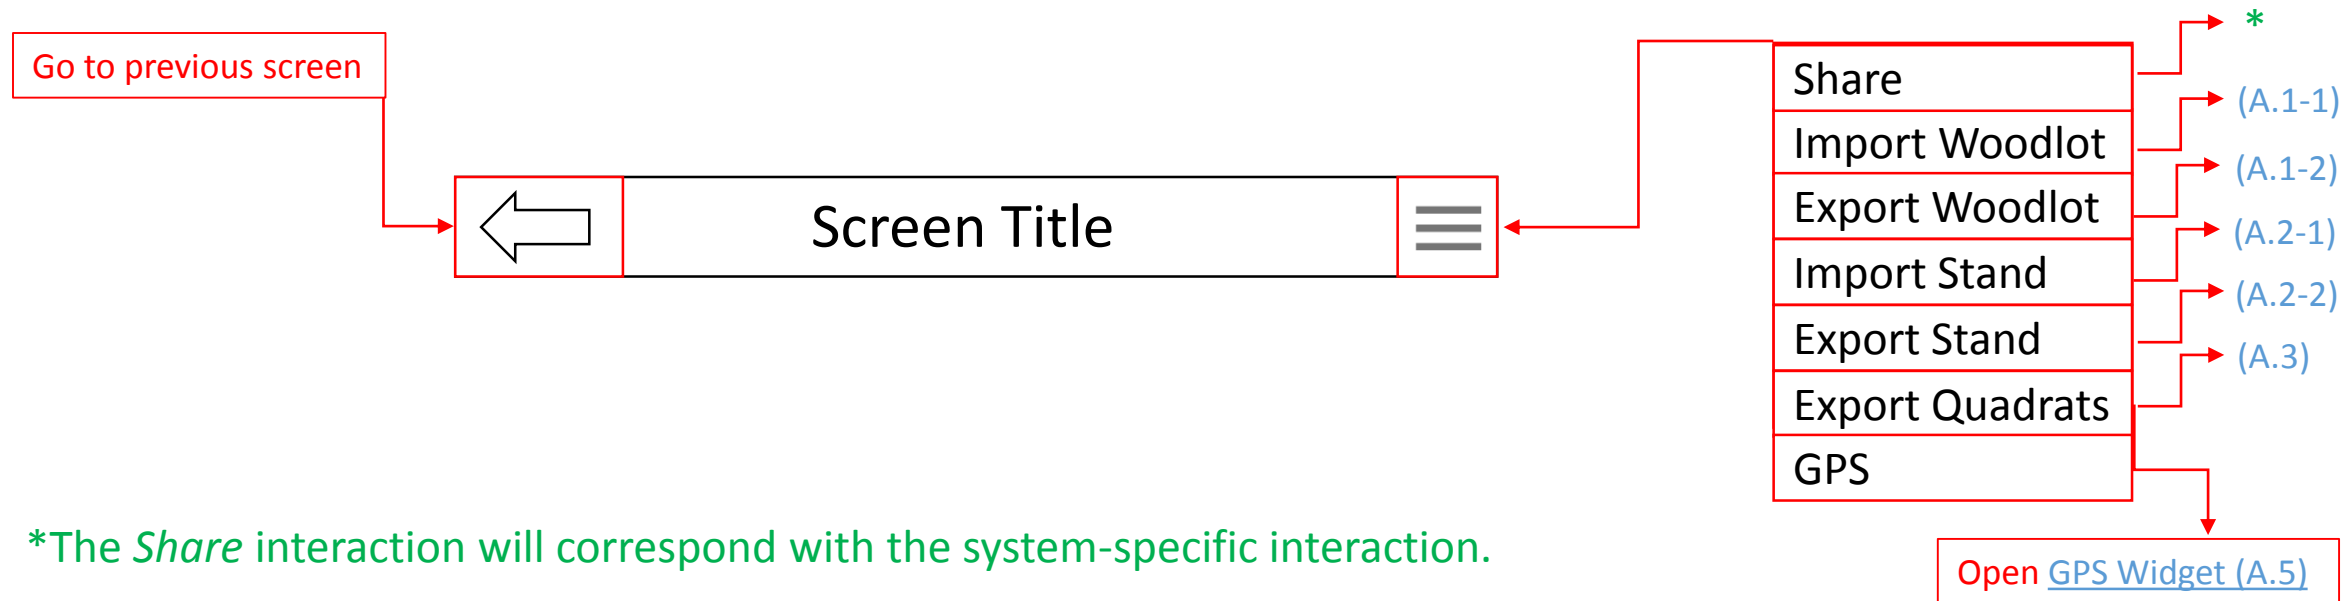 Go to previous screen
Screen Title
Share
*
Import Woodlot
(A.1-1)
Export Woodlot
(A.1-2)
Import Stand
(A.2-1)
Export Stand
(A.2-2)
Export Quadrats
(A.3)
GPS
*The Share interaction will correspond with the system-specific interaction.
Open GPS Widget (A.5)